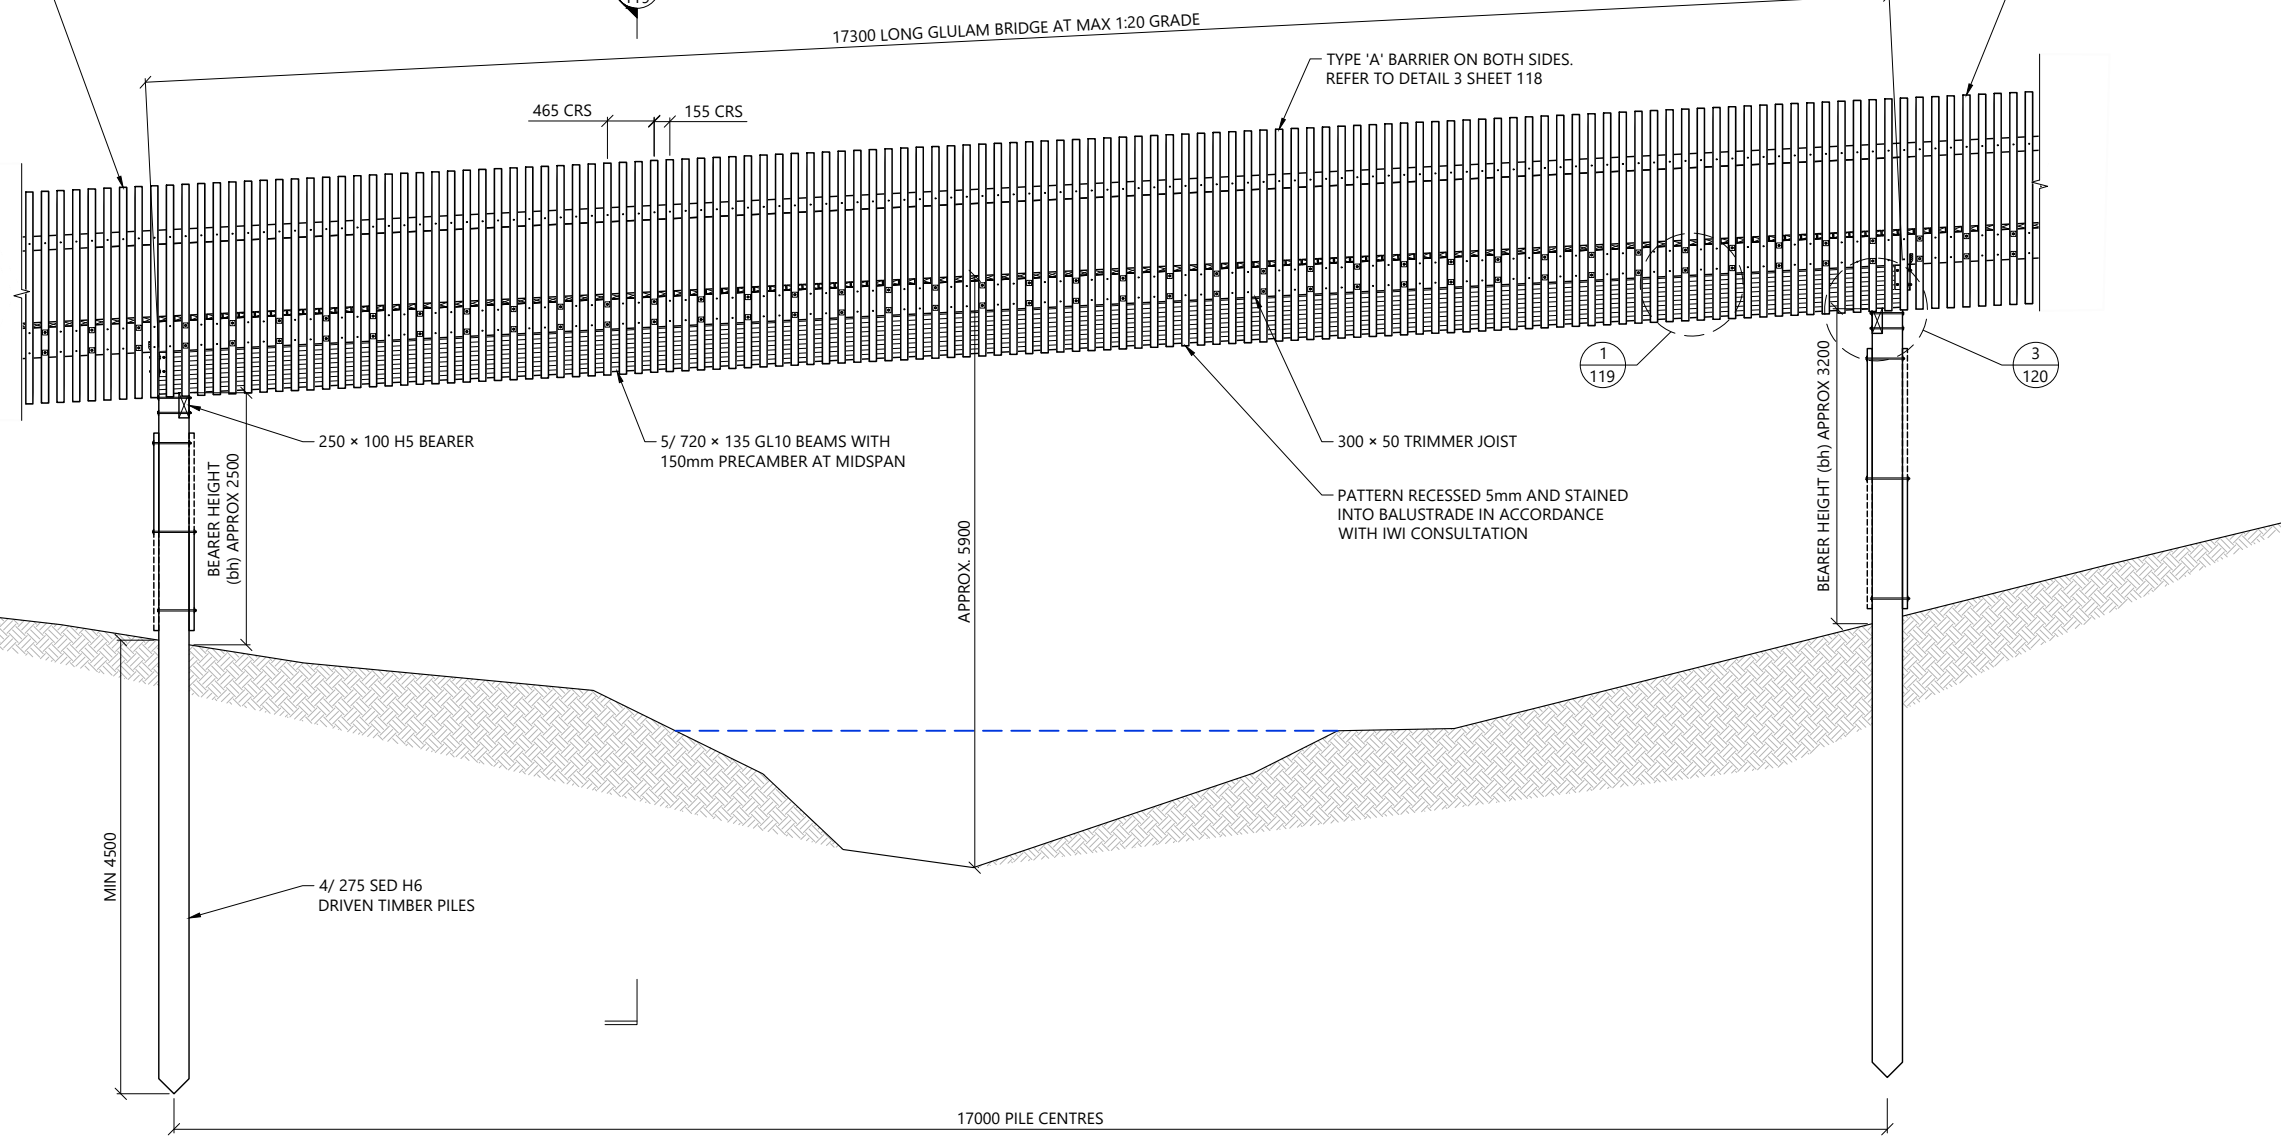 17300 LONG GLULAM BRIDGE AT MAX 1:20 GRADE
TYPE 'A' BARRIER ON BOTH SIDES.
REFER TO DETAIL 3 SHEET 118
465 CRS
155 CRS
1
119
3
120
250 × 100 H5 BEARER
5/ 720 × 135 GL10 BEAMS WITH
150mm PRECAMBER AT MIDSPAN
300 × 50 TRIMMER JOIST
PATTERN RECESSED 5mm AND STAINED
INTO BALUSTRADE IN ACCORDANCE
WITH IWI CONSULTATION
BEARER HEIGHT
(bh) APPROX 2500
APPROX. 5900
BEARER HEIGHT (bh) APPROX 3200
MIN 4500
4/ 275 SED H6
DRIVEN TIMBER PILES
17000 PILE CENTRES